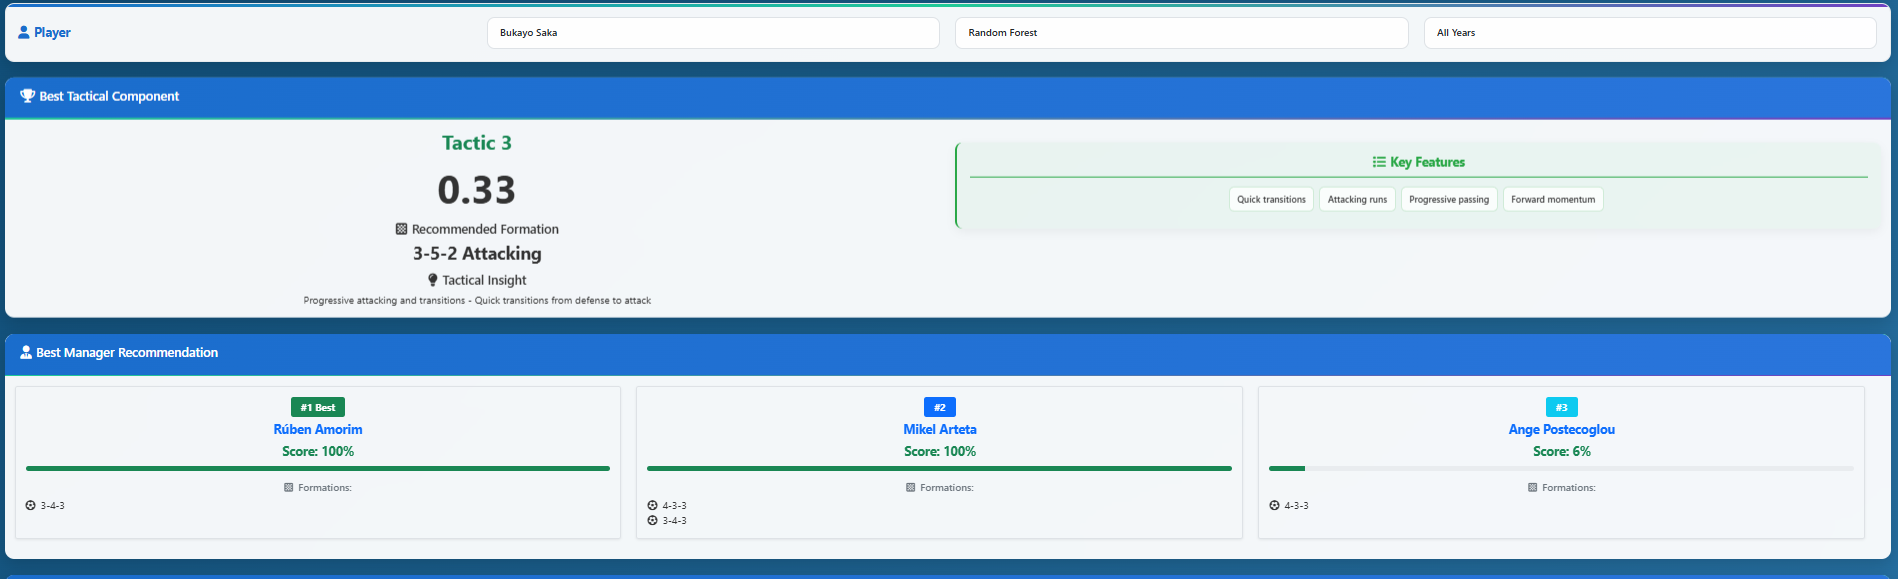 Player
Bukayo Saka
Random Forest
All Years
Best Tactical Component
Tactic 3
0.33
Recommended Formation
3-5-2 Attacking
Tactical Insight
Progressive attacking and transitions - Quick transitions from defense to attack
Key Features
Quick transitions
Attacking runs
Progressive passing
Forward momentum
Best Manager Recommendation
#1 Best
Rúben Amorim
Score: 100%
Formations:
3-4-3
#2
Mikel Arteta
Score: 100%
Formations:
4-3-3
3-4-3
#3
Ange Postecoglou
Score: 6%
Formations:
4-3-3